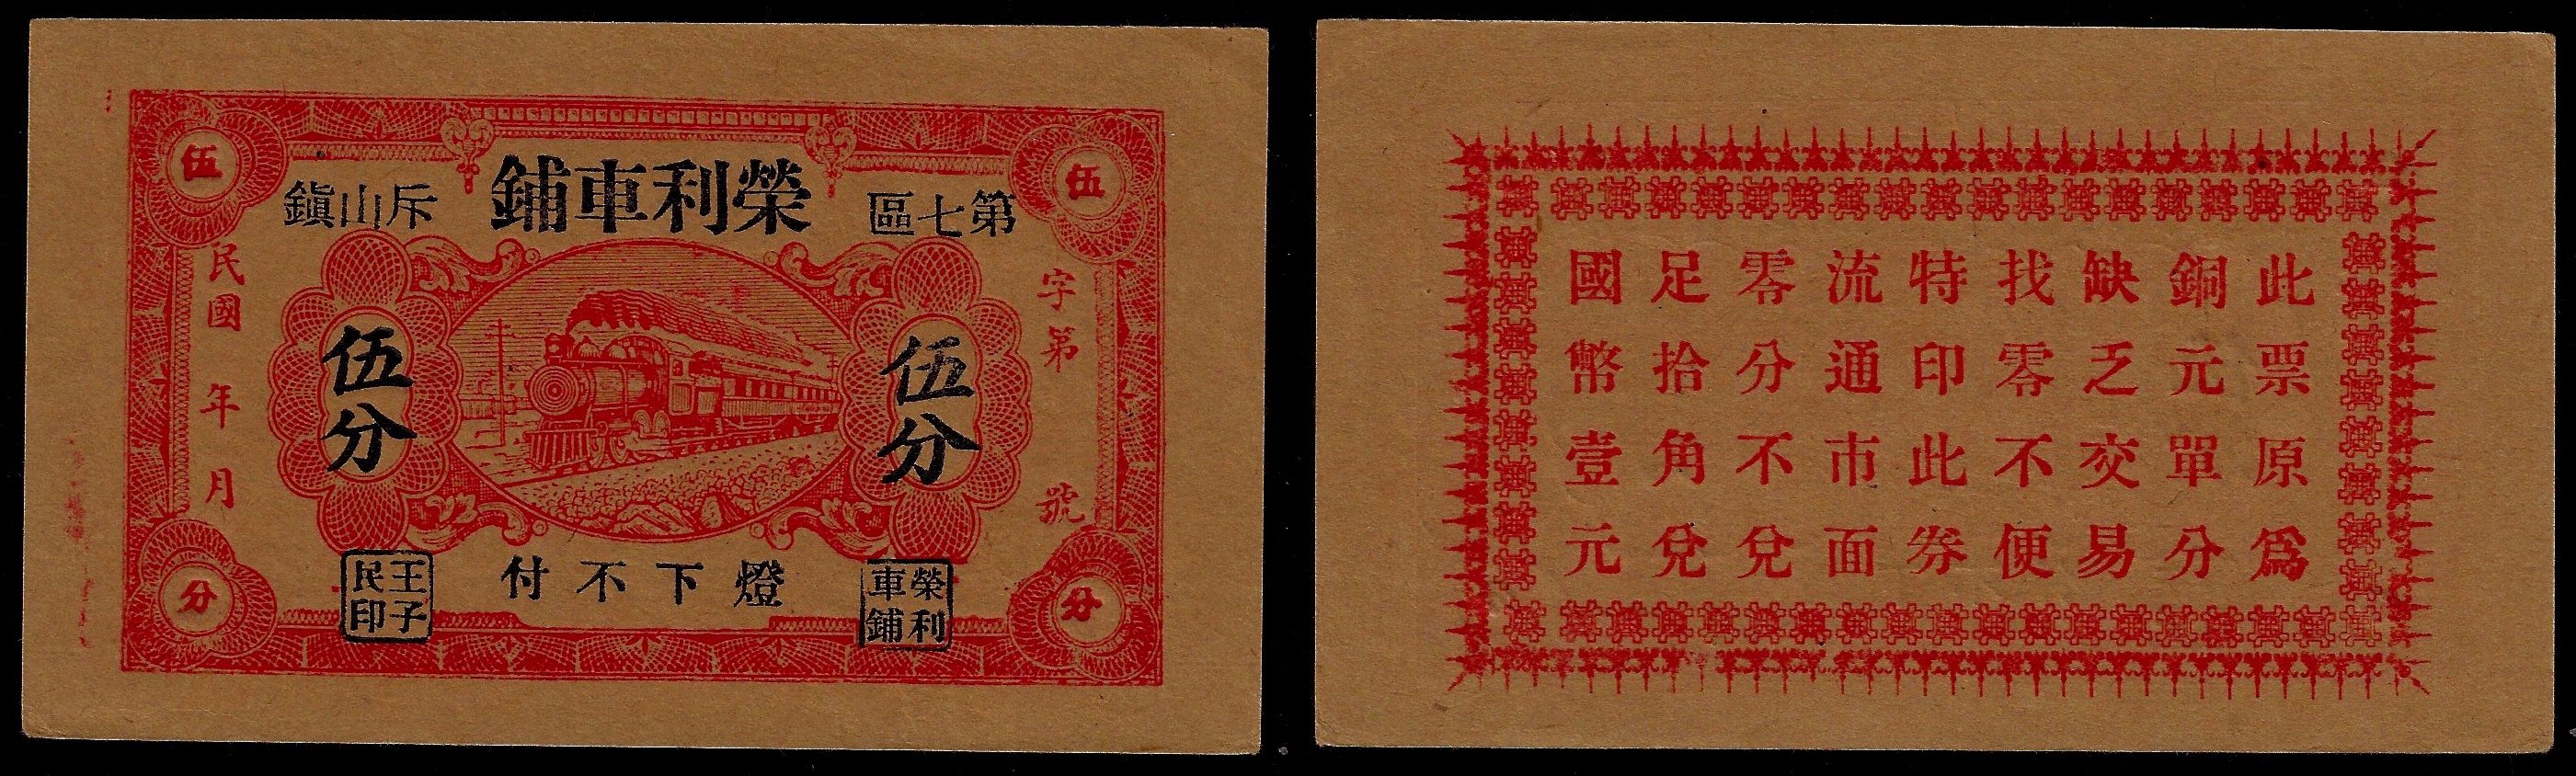 伍
伍
第七區
榮利車鋪
斥山鎮
字第 號
伍分
伍分
民國 年 月
燈下不付
榮利車鋪
王子民印
分
分
此票原爲
銅元單分
缺乏交易
找零不便
特印此券
流通市面
零分不兌
足拾角兌
國幣壹元